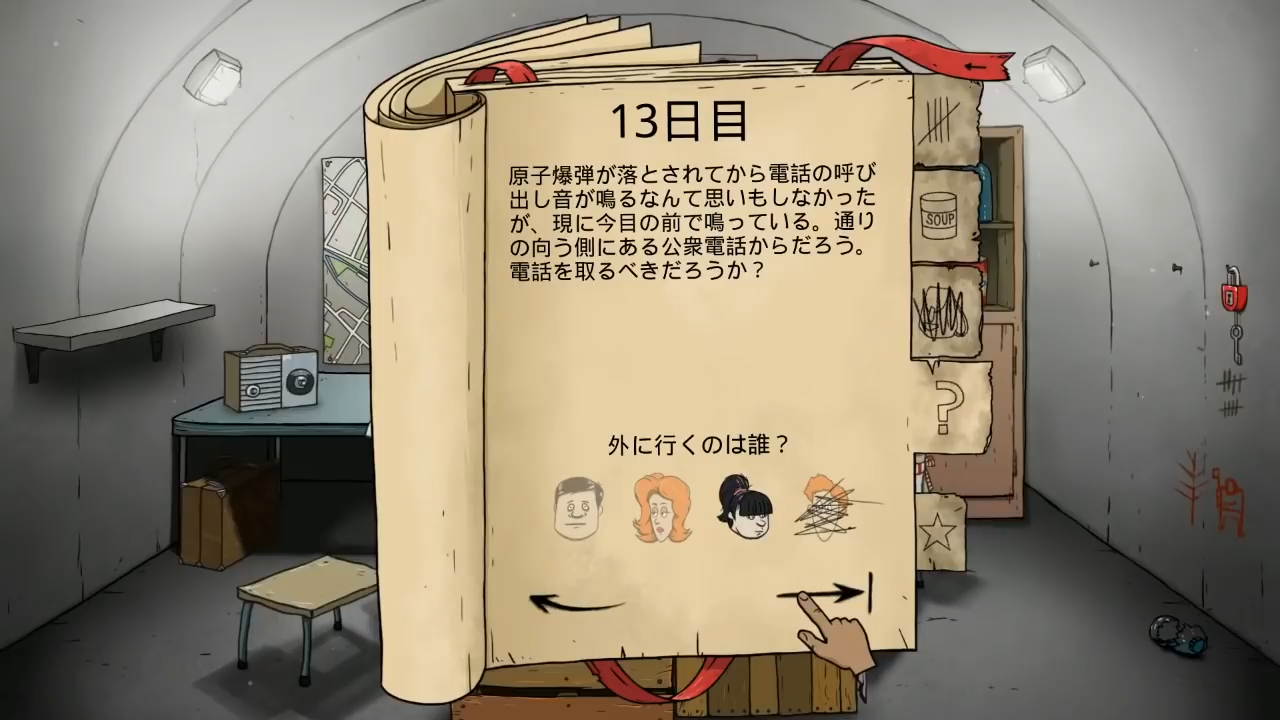 13日目
原子爆弾が落とされてから電話の呼び
出し音が鳴るなんて思いもしなかった
が、現に今目の前で鳴っている。通り
の向う側にある公衆電話からだろう。
電話を取るべきだろうか？
SOUP
?
外に行くのは誰？